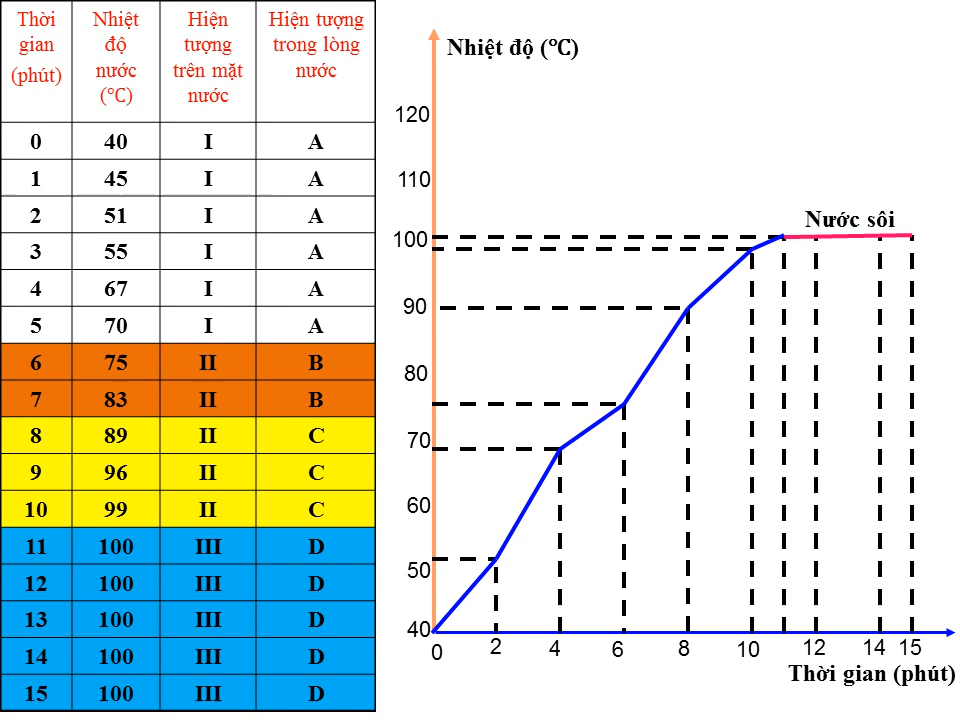 Thời gian (phút) Nhiệt độ nước (℃) Hiện tượng trên mặt nước Hiện tượng trong lòng nước
0 40 I A
1 45 I A
2 51 I A
3 55 I A
4 67 I A
5 70 I A
6 75 II B
7 83 II B
8 89 II C
9 96 II C
10 99 II C
11 100 III D
12 100 III D
13 100 III D
14 100 III D
15 100 III D
Nhiệt độ (℃)
120
110
100
90
80
70
60
50
40
Nước sôi
0 2 4 6 8 10 12 14 15
Thời gian (phút)